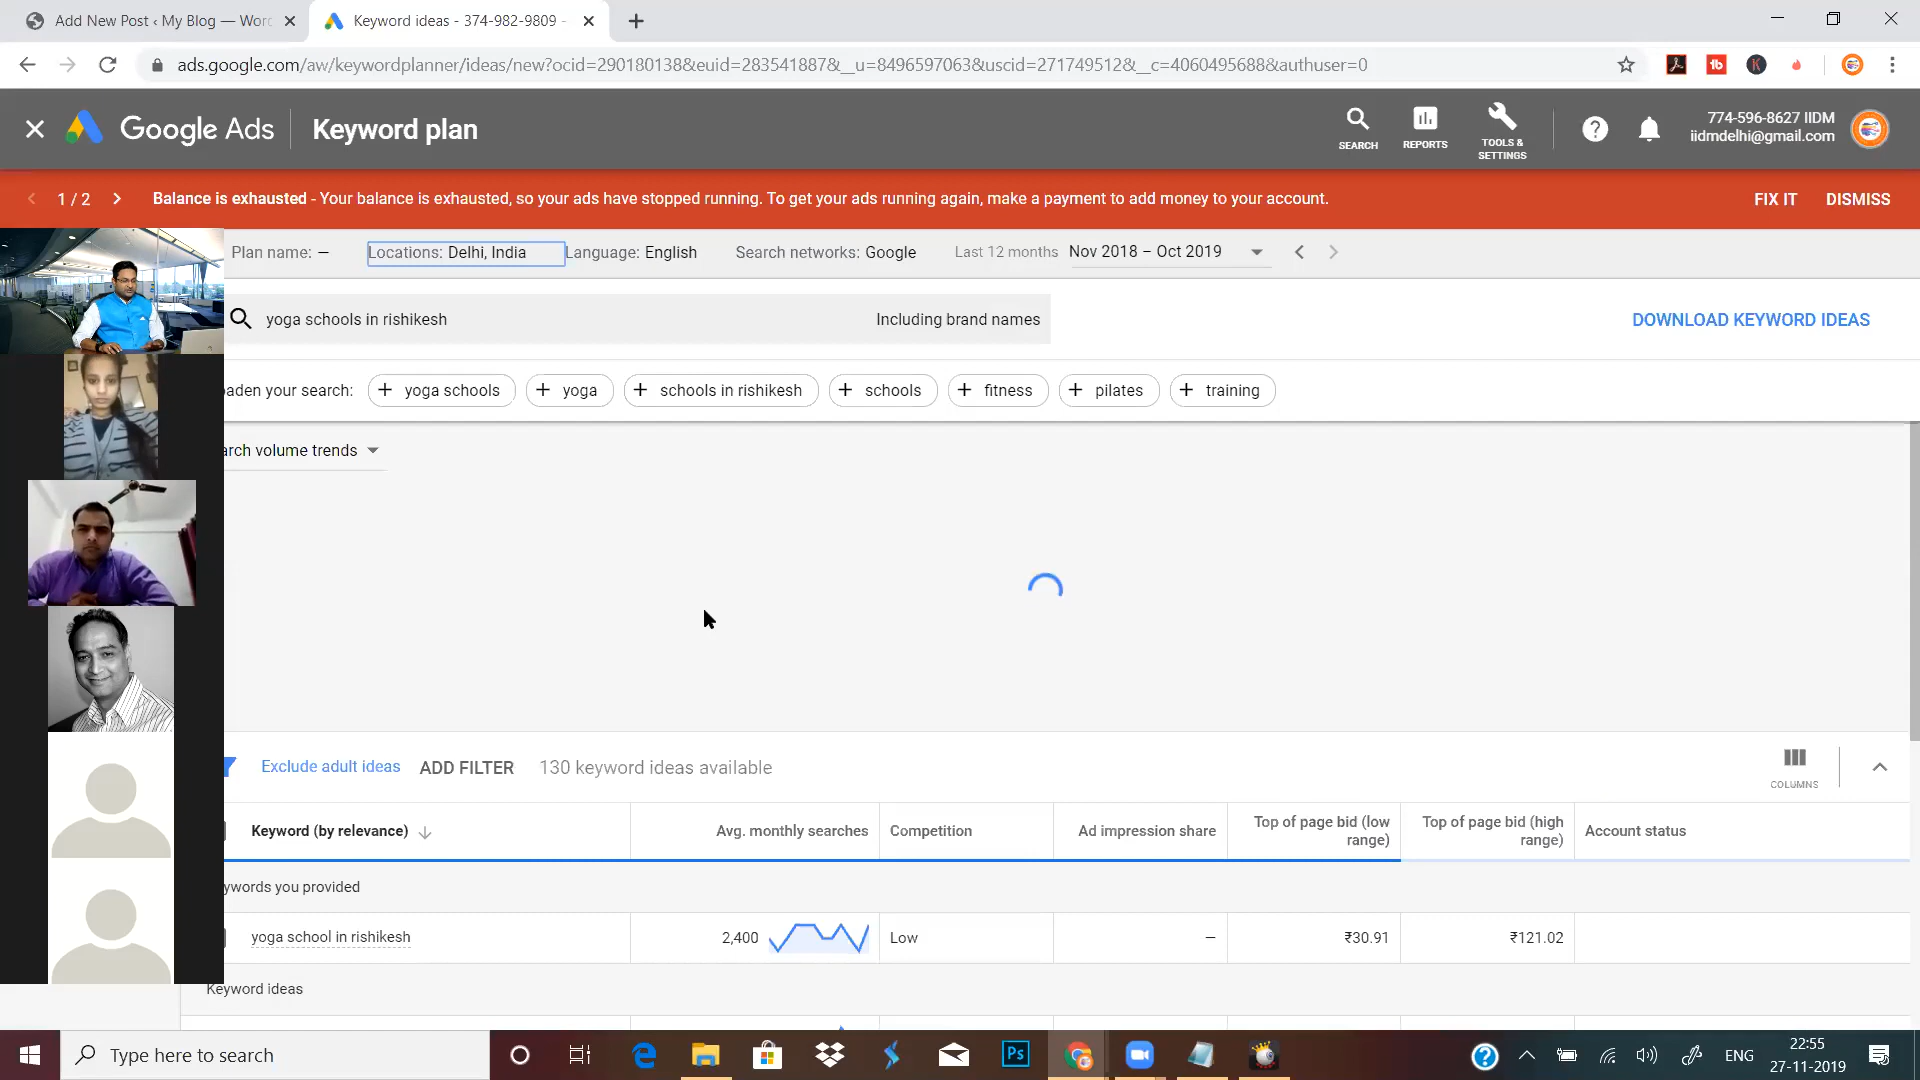 Add New Post ‹ My Blog — Word
Keyword ideas - 374-982-9809 -
ads.google.com/aw/keywordplanner/ideas/new?ocid=290180138&euid=283541887&__u=8496597063&uscid=271749512&__c=4060495688&authuser=0
Google Ads
Keyword plan
SEARCH
REPORTS
TOOLS & SETTINGS
774-596-8627 IIDM
iidmdelhi@gmail.com
1 / 2
Balance is exhausted - Your balance is exhausted, so your ads have stopped running. To get your ads running again, make a payment to add money to your account.
FIX IT
DISMISS
Plan name: –
Locations: Delhi, India
Language: English
Search networks: Google
Last 12 months
Nov 2018 – Oct 2019
yoga schools in rishikesh
Including brand names
DOWNLOAD KEYWORD IDEAS
aden your search:
+ yoga schools
+ yoga
+ schools in rishikesh
+ schools
+ fitness
+ pilates
+ training
arch volume trends
Exclude adult ideas
ADD FILTER
130 keyword ideas available
COLUMNS
Keyword (by relevance)
Avg. monthly searches
Competition
Ad impression share
Top of page bid (low range)
Top of page bid (high range)
Account status
ywords you provided
yoga school in rishikesh
2,400
Low
–
₹30.91
₹121.02
Keyword ideas
Type here to search
Ps
ENG
22:55
27-11-2019